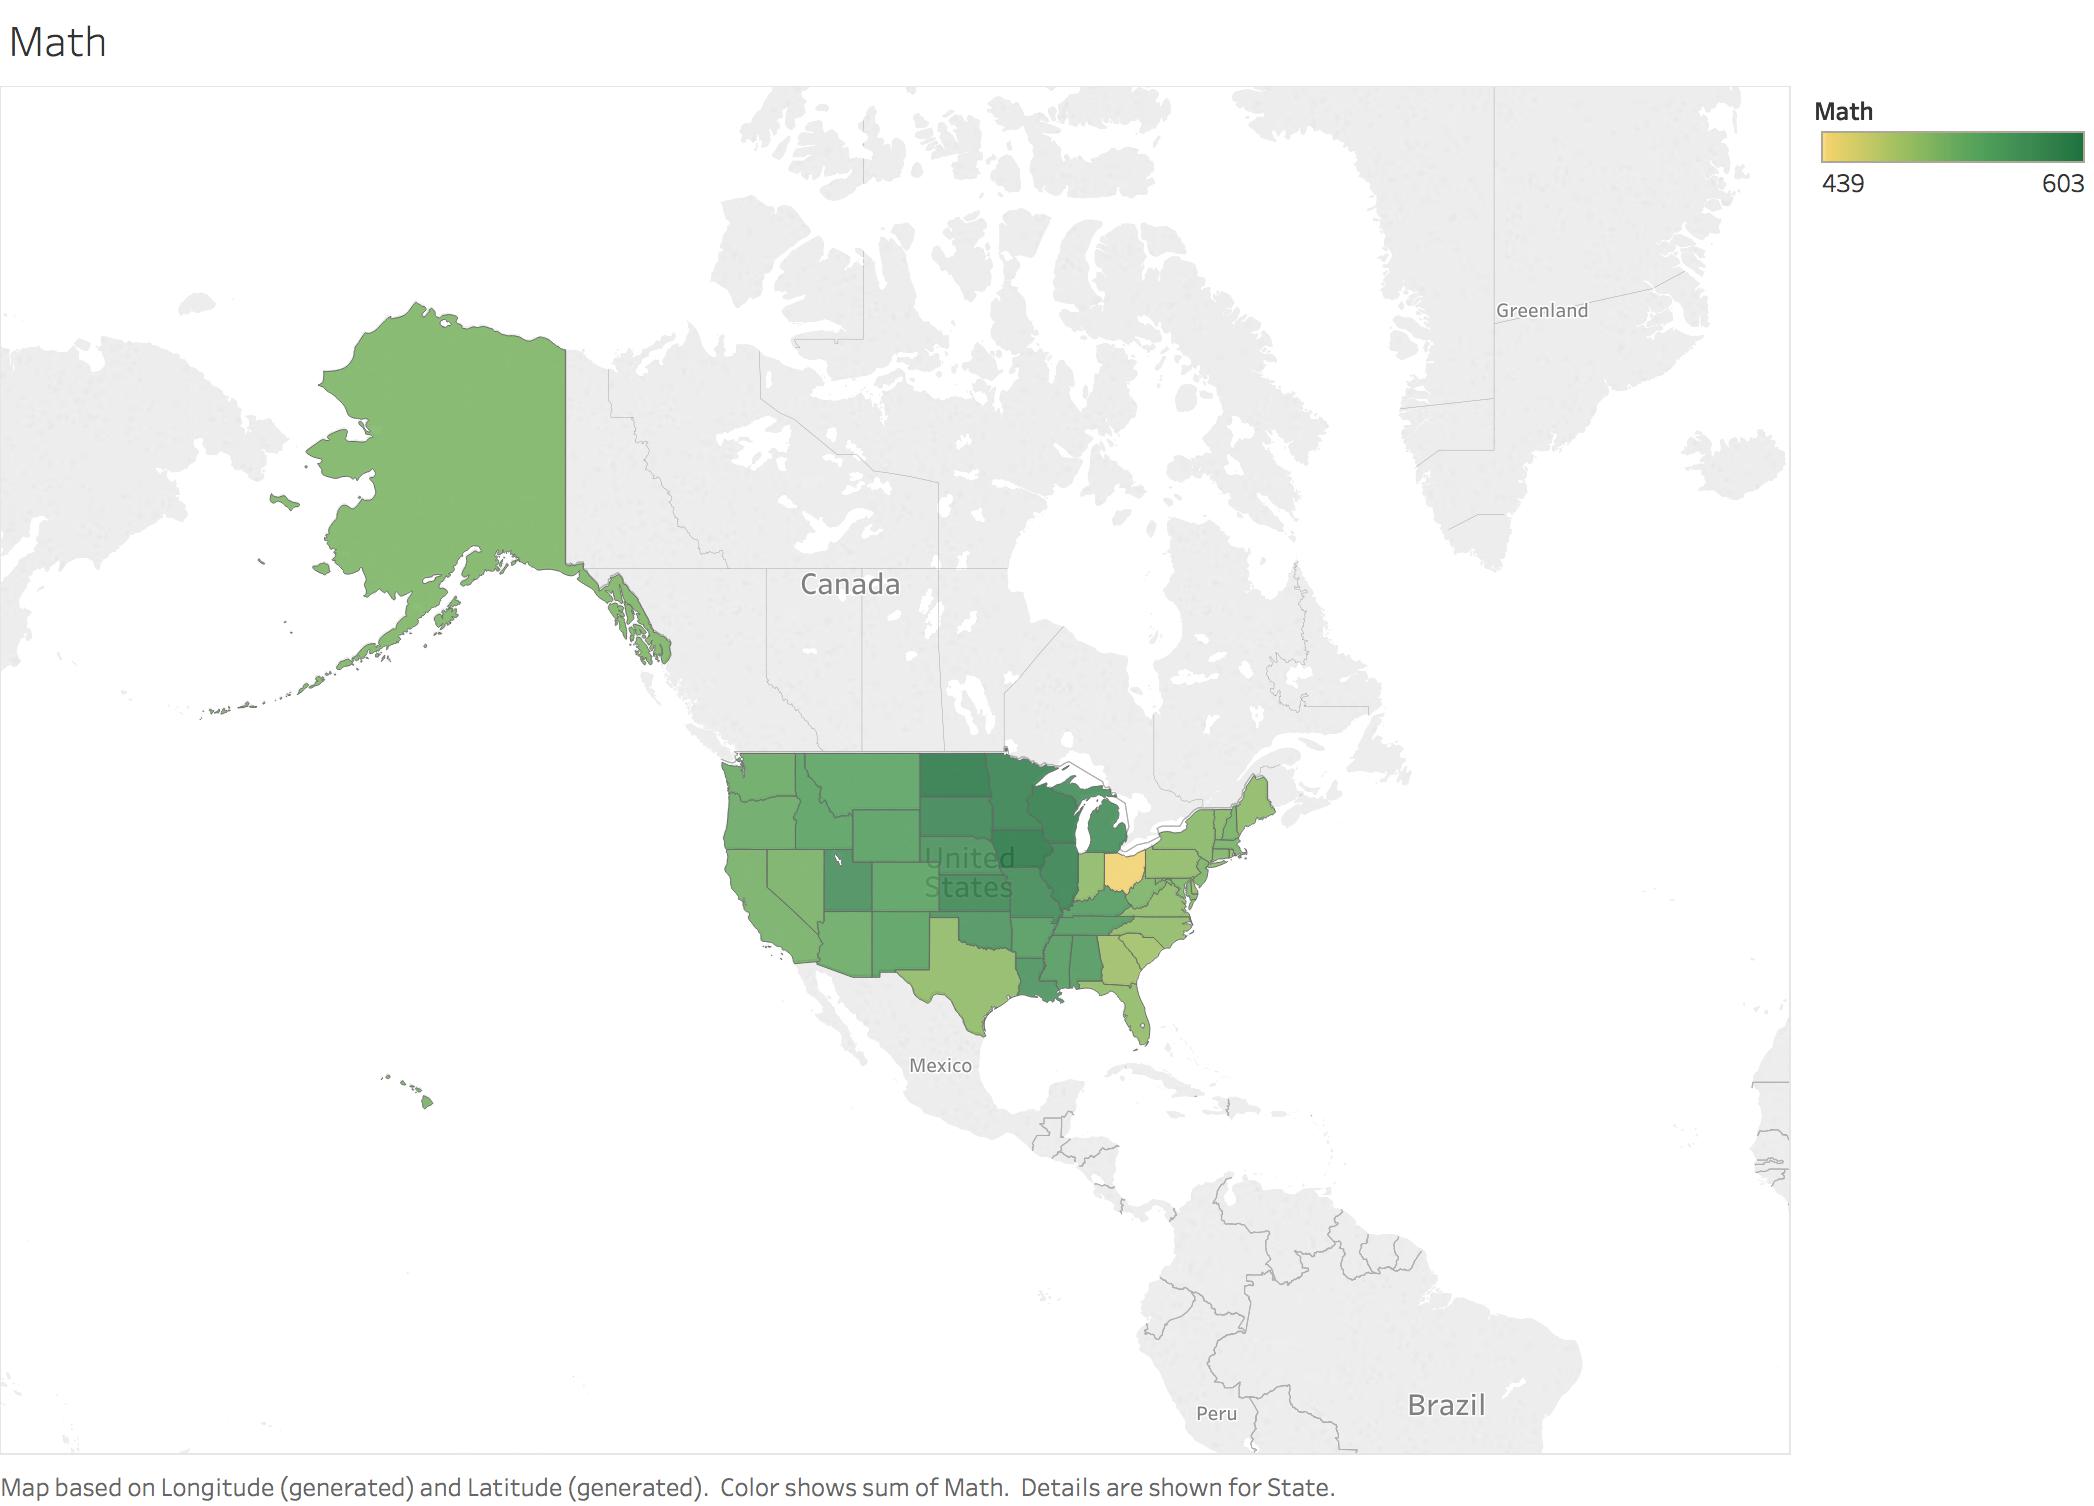 Math
Math
439 603
Greenland
Canada
United
States
Mexico
Brazil
Peru
Map based on Longitude (generated) and Latitude (generated).  Color shows sum of Math.  Details are shown for State.